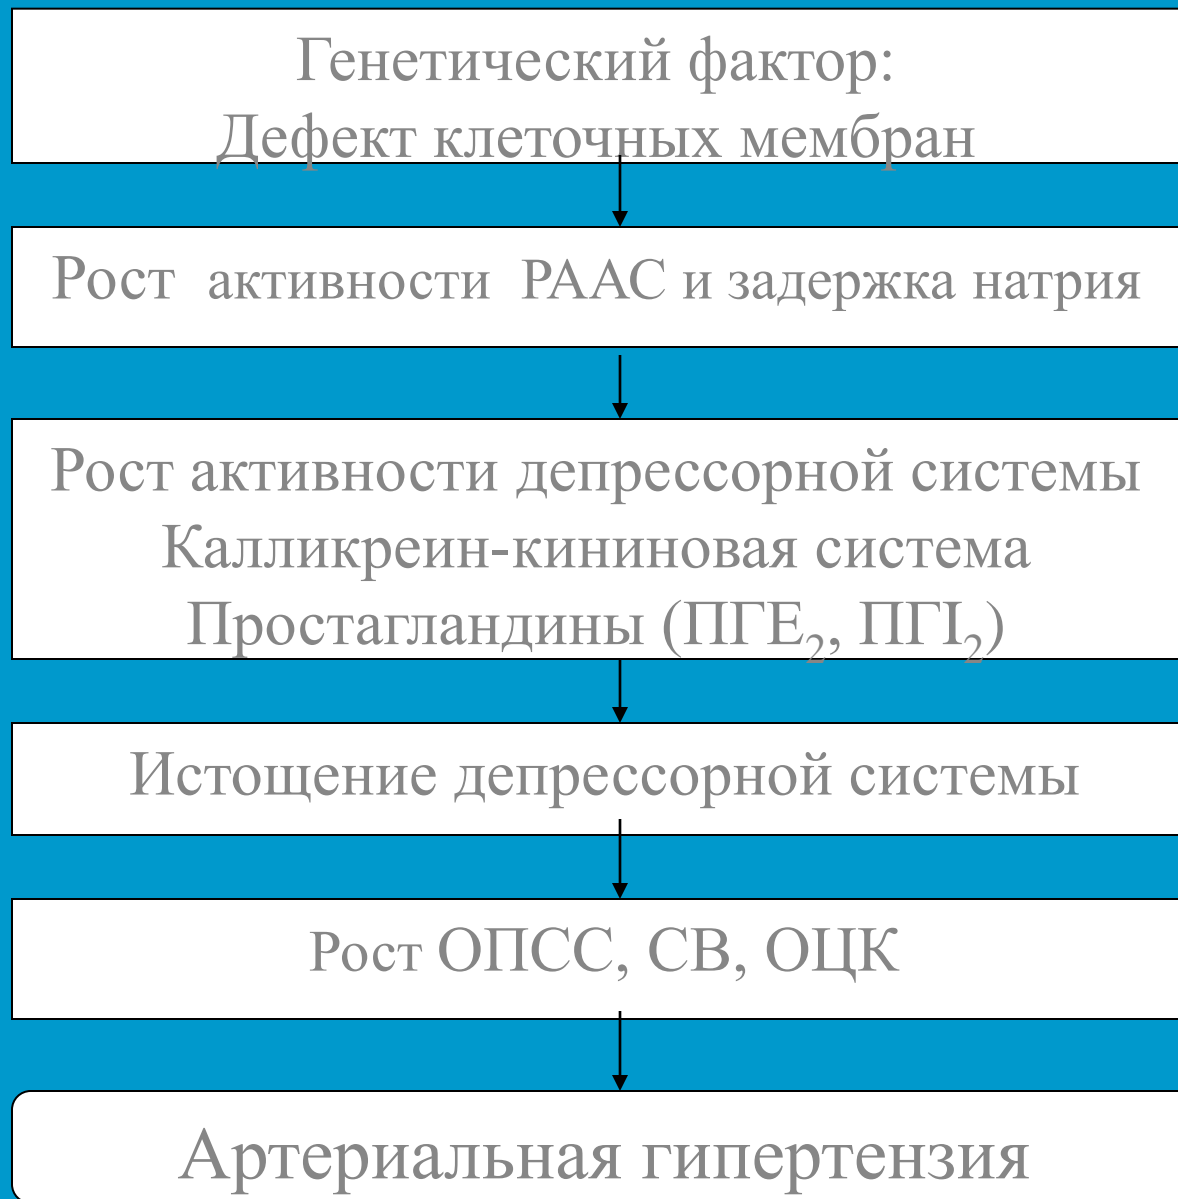 Генетический фактор:
Дефект клеточных мембран
Рост активности РААС и задержка натрия
Рост активности депрессорной системы
Калликреин-кининовая система
Простагландины (ПГЕ₂, ПГI₂)
Истощение депрессорной системы
Рост ОПСС, СВ, ОЦК
Артериальная гипертензия